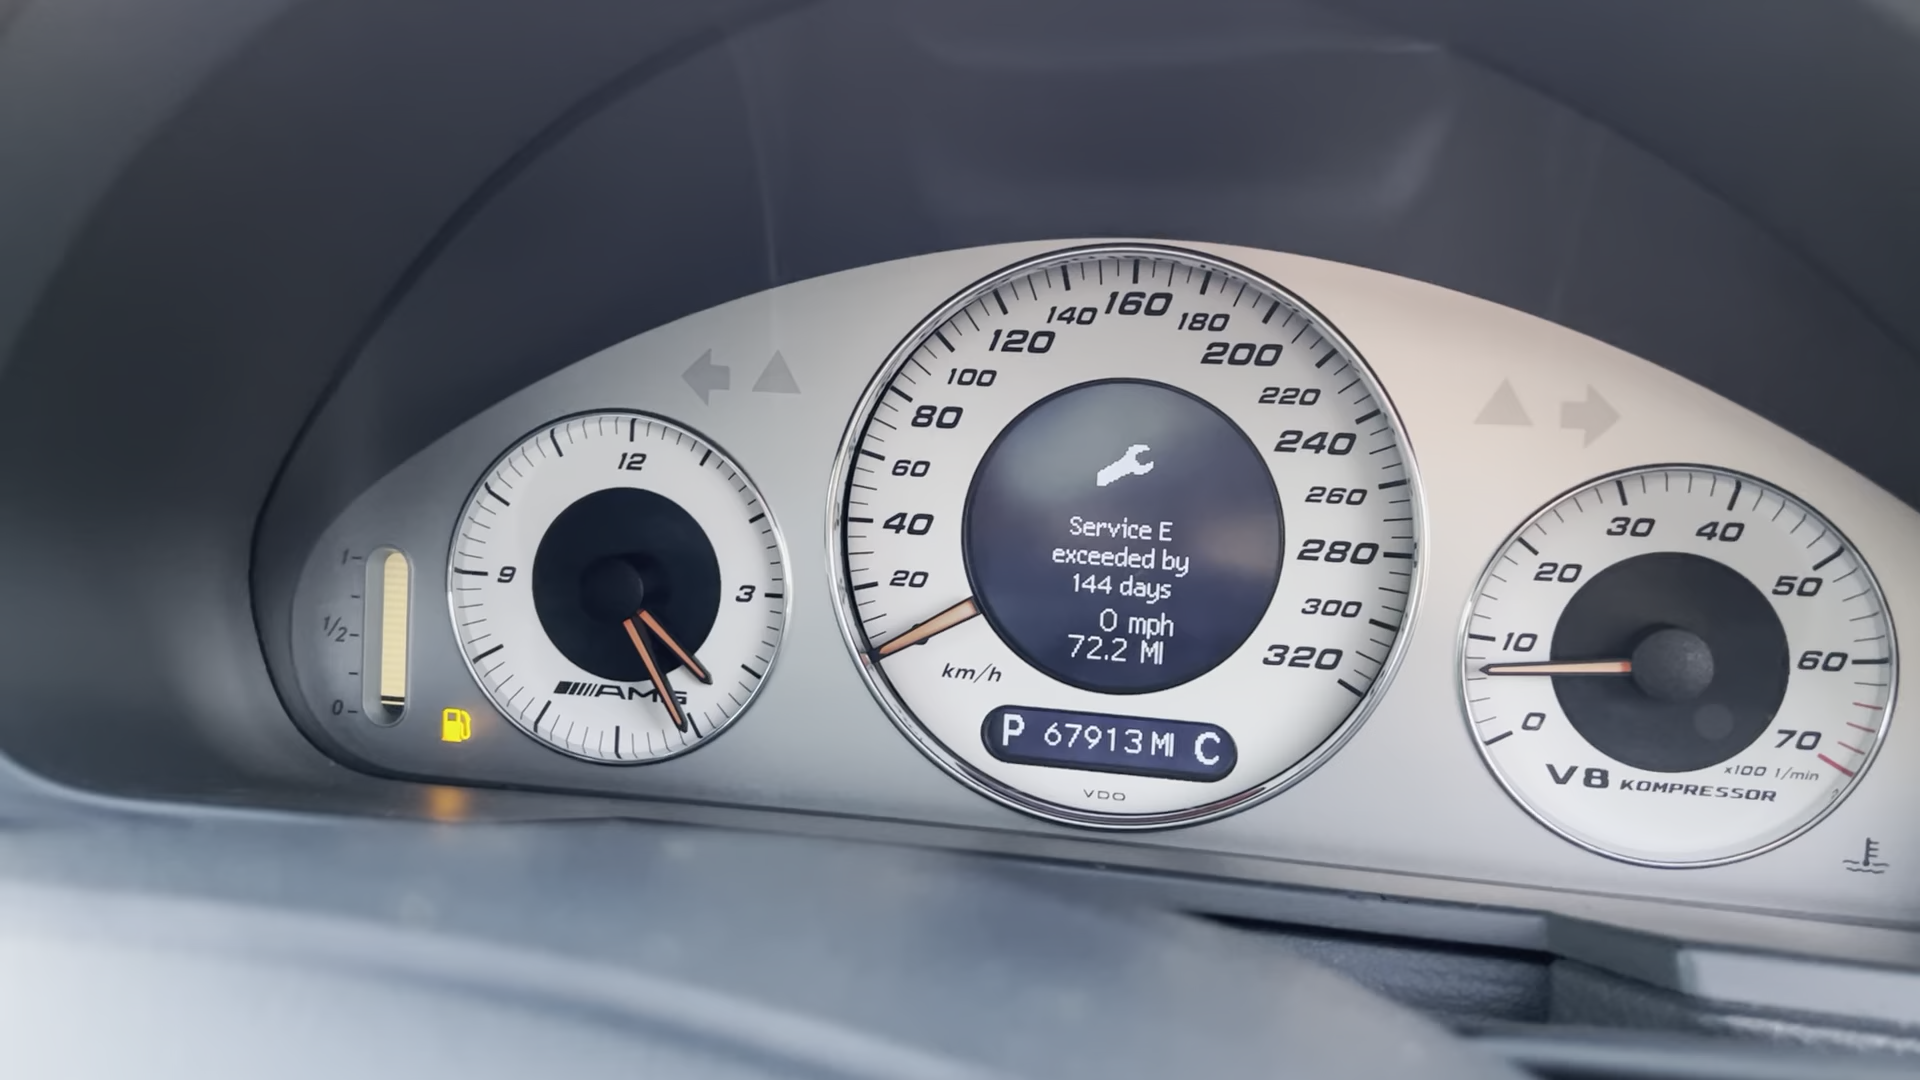 1
1/2
0
12
9
3
AMG
20
40
60
80
100
120
140
160
180
200
220
240
260
280
300
320
km/h
Service E
exceeded by
144 days
0 mph
72.2 MI
P 67913 MI C
VDO
0
10
20
30
40
50
60
70
x100 1/min
V8 KOMPRESSOR